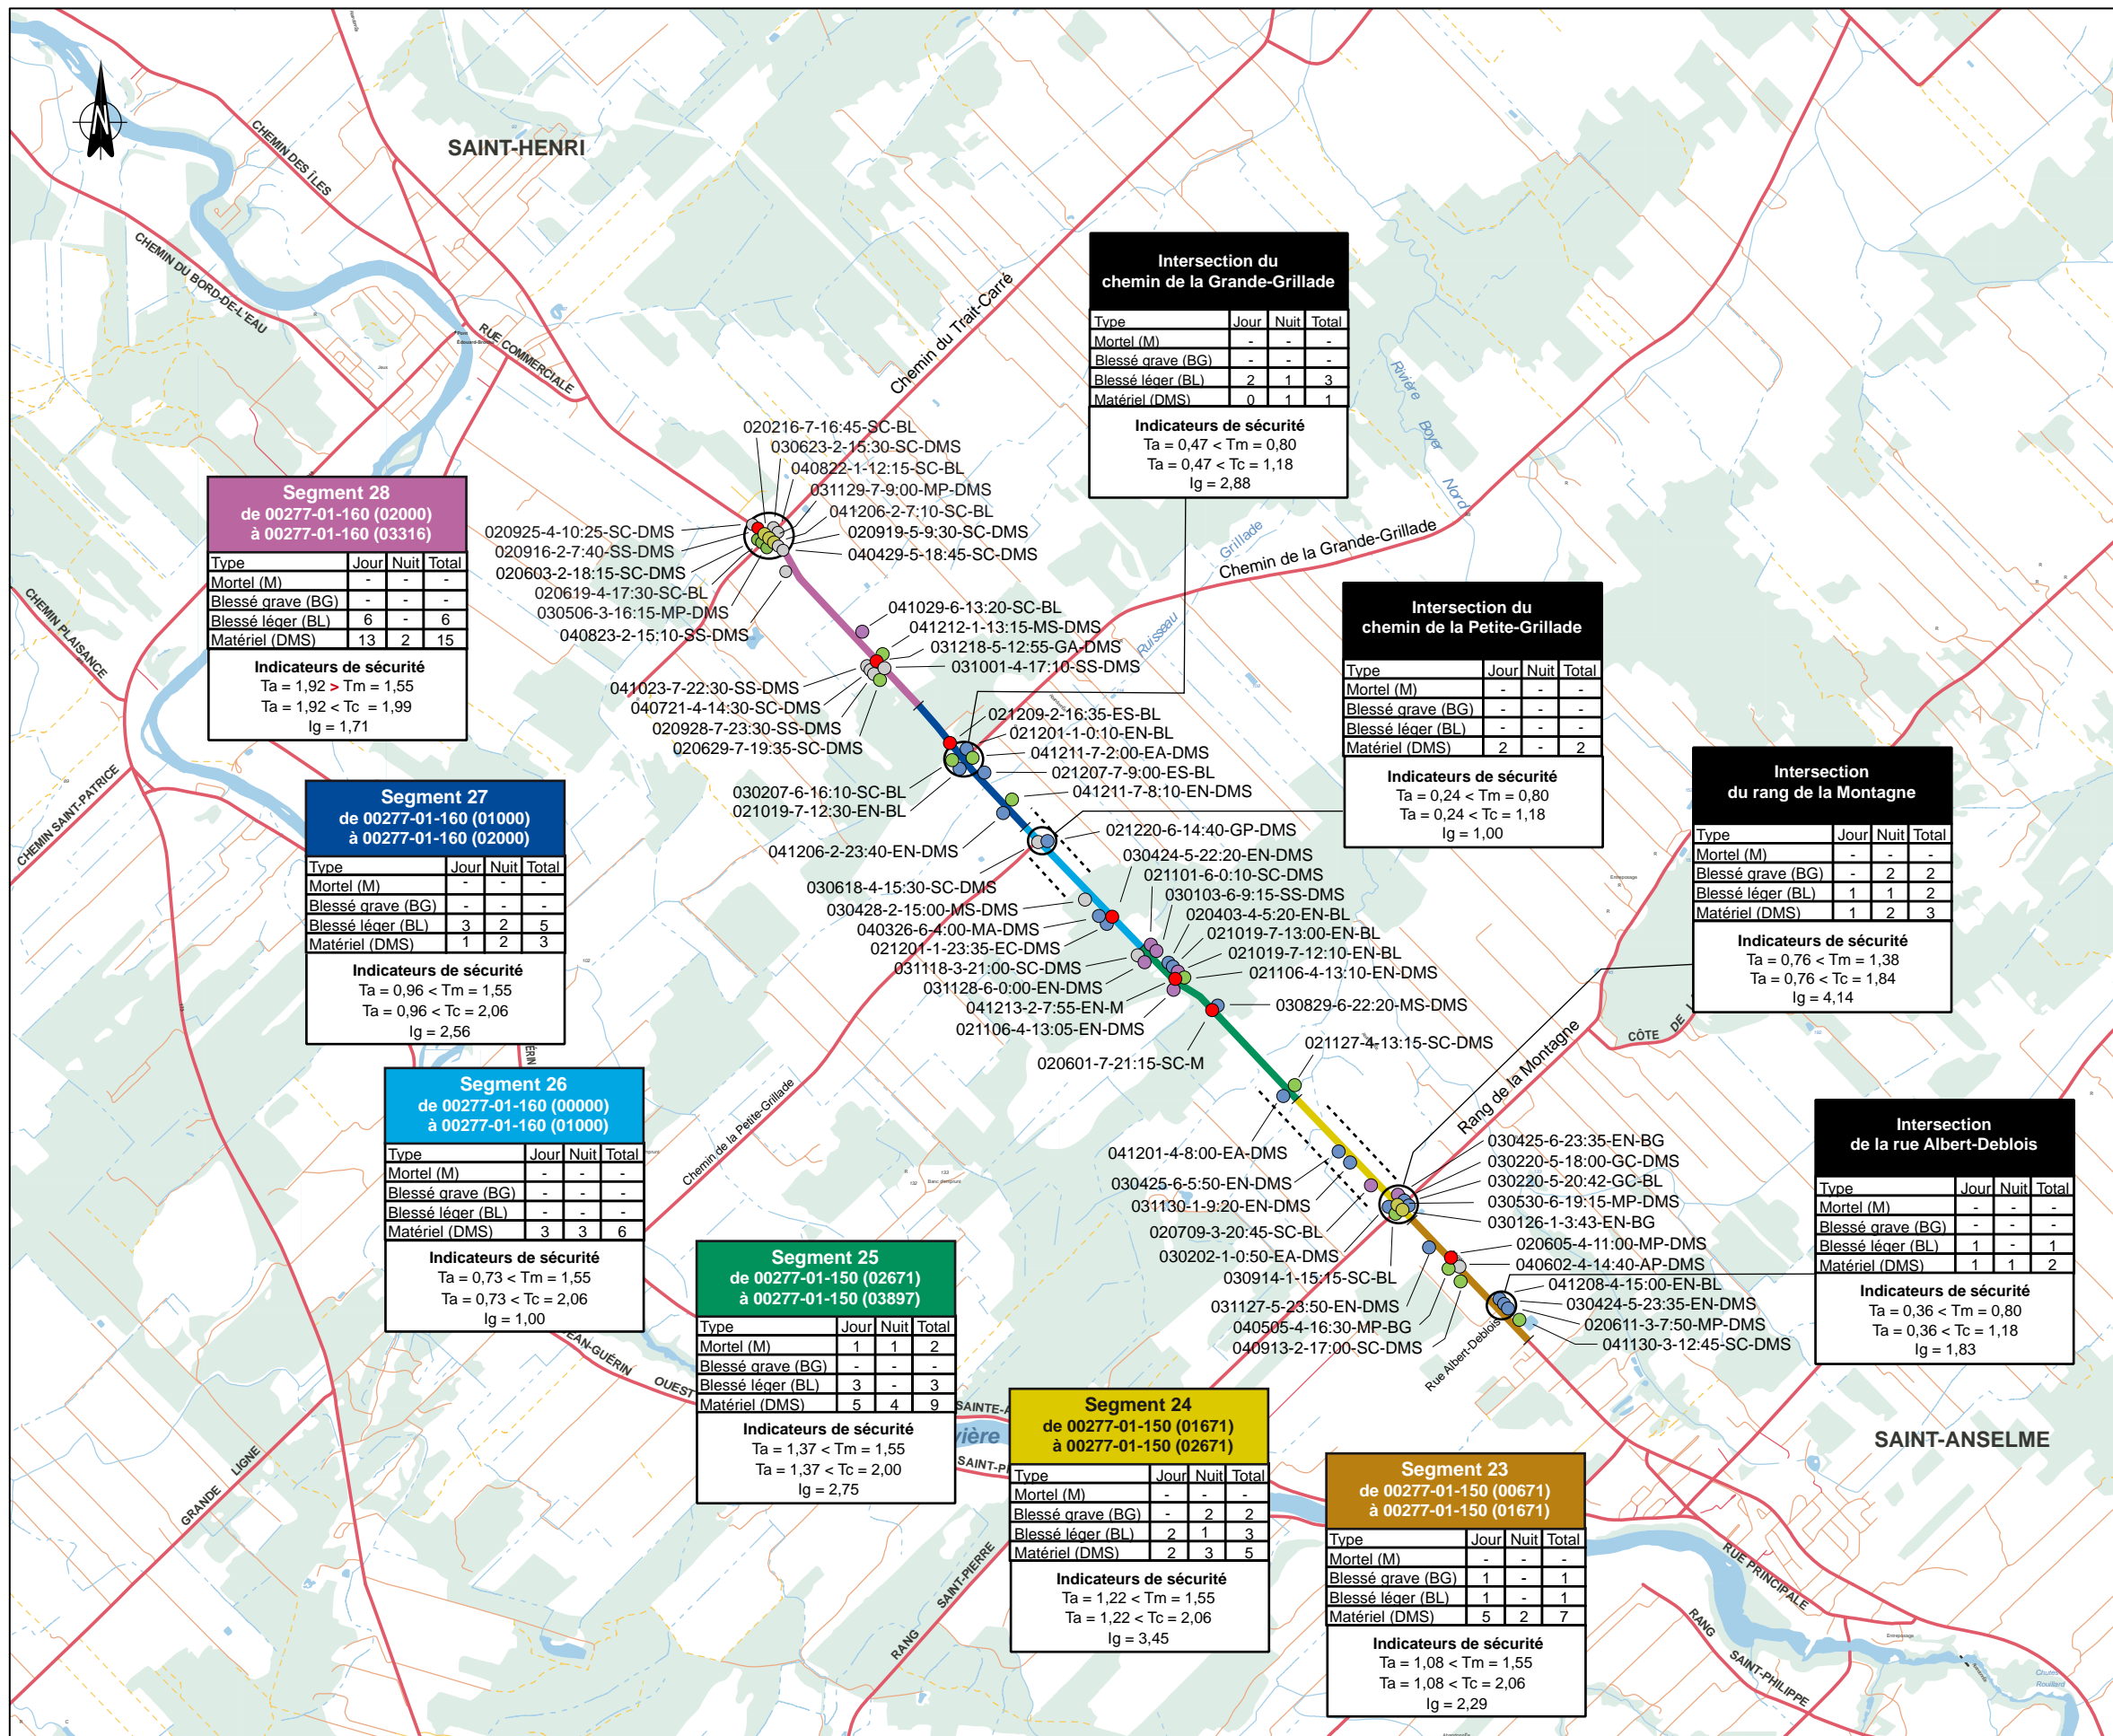 N
SAINT-HENRI
CHEMIN DES ÎLES
CHEMIN DU BORD-DE-L'EAU
RUE COMMERCIALE
CHEMIN PLAISANCE
CHEMIN SAINT-PATRICE
Chemin du Trait-Carré
Rivière Boyer Nord
Grillade
Ruisseau
Chemin de la Grande-Grillade
Intersection du
chemin de la Grande-Grillade
Type Jour Nuit Total
Mortel (M) - - -
Blessé grave (BG) - - -
Blessé léger (BL) 2 1 3
Matériel (DMS) 0 1 1
Indicateurs de sécurité
Ta = 0,47 < Tm = 0,80
Ta = 0,47 < Tc = 1,18
Ig = 2,88
020216-7-16:45-SC-BL
030623-2-15:30-SC-DMS
040822-1-12:15-SC-BL
031129-7-9:00-MP-DMS
041206-2-7:10-SC-BL
020919-5-9:30-SC-DMS
040429-5-18:45-SC-DMS
020925-4-10:25-SC-DMS
020916-2-7:40-SS-DMS
020603-2-18:15-SC-DMS
020619-4-17:30-SC-BL
030506-3-16:15-MP-DMS
040823-2-15:10-SS-DMS
Segment 28
de 00277-01-160 (02000)
à 00277-01-160 (03316)
Type Jour Nuit Total
Mortel (M) - - -
Blessé grave (BG) - - -
Blessé léger (BL) 6 - 6
Matériel (DMS) 13 2 15
Indicateurs de sécurité
Ta = 1,92 > Tm = 1,55
Ta = 1,92 < Tc = 1,99
Ig = 1,71
041029-6-13:20-SC-BL
041212-1-13:15-MS-DMS
031218-5-12:55-GA-DMS
031001-4-17:10-SS-DMS
041023-7-22:30-SS-DMS
040721-4-14:30-SC-DMS
020928-7-23:30-SS-DMS
020629-7-19:35-SC-DMS
Intersection du
chemin de la Petite-Grillade
Type Jour Nuit Total
Mortel (M) - - -
Blessé grave (BG) - - -
Blessé léger (BL) - - -
Matériel (DMS) 2 - 2
Indicateurs de sécurité
Ta = 0,24 < Tm = 0,80
Ta = 0,24 < Tc = 1,18
Ig = 1,00
021209-2-16:35-ES-BL
021201-1-0:10-EN-BL
041211-7-2:00-EA-DMS
021207-7-9:00-ES-BL
041211-7-8:10-EN-DMS
030207-6-16:10-SC-BL
021019-7-12:30-EN-BL
041206-2-23:40-EN-DMS
Segment 27
de 00277-01-160 (01000)
à 00277-01-160 (02000)
Type Jour Nuit Total
Mortel (M) - - -
Blessé grave (BG) - - -
Blessé léger (BL) 3 2 5
Matériel (DMS) 1 2 3
Indicateurs de sécurité
Ta = 0,96 < Tm = 1,55
Ta = 0,96 < Tc = 2,06
Ig = 2,56
Intersection
du rang de la Montagne
Type Jour Nuit Total
Mortel (M) - - -
Blessé grave (BG) - 2 2
Blessé léger (BL) 1 1 2
Matériel (DMS) 1 2 3
Indicateurs de sécurité
Ta = 0,76 < Tm = 1,38
Ta = 0,76 < Tc = 1,84
Ig = 4,14
021220-6-14:40-GP-DMS
030424-5-22:20-EN-DMS
021101-6-0:10-SC-DMS
030103-6-9:15-SS-DMS
020403-4-5:20-EN-BL
021019-7-13:00-EN-BL
021019-7-12:10-EN-BL
021106-4-13:10-EN-DMS
030829-6-22:20-MS-DMS
030618-4-15:30-SC-DMS
030428-2-15:00-MS-DMS
040326-6-4:00-MA-DMS
021201-1-23:35-EC-DMS
031118-3-21:00-SC-DMS
031128-6-0:00-EN-DMS
041213-2-7:55-EN-M
021106-4-13:05-EN-DMS
020601-7-21:15-SC-M
CÔTE DE
Rang de la Montagne
Chemin de la Petite-Grillade
Segment 26
de 00277-01-160 (00000)
à 00277-01-160 (01000)
Type Jour Nuit Total
Mortel (M) - - -
Blessé grave (BG) - - -
Blessé léger (BL) - - -
Matériel (DMS) 3 3 6
Indicateurs de sécurité
Ta = 0,73 < Tm = 1,55
Ta = 0,73 < Tc = 2,06
Ig = 1,00
021127-4-13:15-SC-DMS
041201-4-8:00-EA-DMS
030425-6-5:50-EN-DMS
031130-1-9:20-EN-DMS
020709-3-20:45-SC-BL
030202-1-0:50-EA-DMS
030914-1-15:15-SC-BL
031127-5-23:50-EN-DMS
040505-4-16:30-MP-BG
040913-2-17:00-SC-DMS
030425-6-23:35-EN-BG
030220-5-18:00-GC-DMS
030220-5-20:42-GC-BL
030530-6-19:15-MP-DMS
030126-1-3:43-EN-BG
020605-4-11:00-MP-DMS
040602-4-14:40-AP-DMS
041208-4-15:00-EN-BL
030424-5-23:35-EN-DMS
020611-3-7:50-MP-DMS
041130-3-12:45-SC-DMS
Rue Albert-Deblois
Intersection
de la rue Albert-Deblois
Type Jour Nuit Total
Mortel (M) - - -
Blessé grave (BG) - - -
Blessé léger (BL) 1 - 1
Matériel (DMS) 1 1 2
Indicateurs de sécurité
Ta = 0,36 < Tm = 0,80
Ta = 0,36 < Tc = 1,18
Ig = 1,83
Segment 25
de 00277-01-150 (02671)
à 00277-01-150 (03897)
Type Jour Nuit Total
Mortel (M) 1 1 2
Blessé grave (BG) - - -
Blessé léger (BL) 3 - 3
Matériel (DMS) 5 4 9
Indicateurs de sécurité
Ta = 1,37 < Tm = 1,55
Ta = 1,37 < Tc = 2,00
Ig = 2,75
Segment 24
de 00277-01-150 (01671)
à 00277-01-150 (02671)
Type Jour Nuit Total
Mortel (M) - - -
Blessé grave (BG) - 2 2
Blessé léger (BL) 2 1 3
Matériel (DMS) 2 3 5
Indicateurs de sécurité
Ta = 1,22 < Tm = 1,55
Ta = 1,22 < Tc = 2,06
Ig = 3,45
Segment 23
de 00277-01-150 (00671)
à 00277-01-150 (01671)
Type Jour Nuit Total
Mortel (M) - - -
Blessé grave (BG) 1 - 1
Blessé léger (BL) 1 - 1
Matériel (DMS) 5 2 7
Indicateurs de sécurité
Ta = 1,08 < Tm = 1,55
Ta = 1,08 < Tc = 2,06
Ig = 2,29
SAINT-ANSELME
EAN-GUÉRIN OUEST
SAINTE-A
vière
SAINT-P
GRANDE LIGNE
RANG SAINT-PIERRE
RUE PRINCIPALE
RANG SAINT-PHILIPPE
Chutes
Rouillard